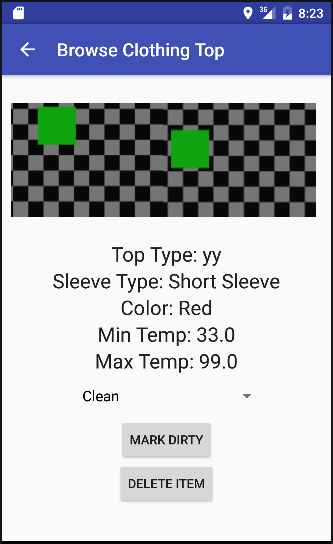 3G
8:23
Browse Clothing Top
Top Type: yy
Sleeve Type: Short Sleeve
Color: Red
Min Temp: 33.0
Max Temp: 99.0
Clean
MARK DIRTY
DELETE ITEM